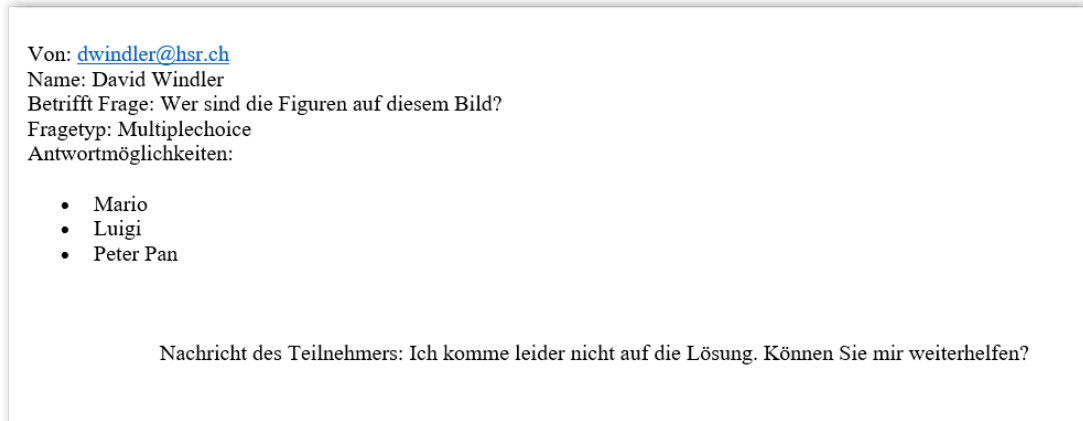 Von: dwindler@hsr.ch
Name: David Windler
Betrifft Frage: Wer sind die Figuren auf diesem Bild?
Fragetyp: Multiplechoice
Antwortmöglichkeiten:
• Mario
• Luigi
• Peter Pan
Nachricht des Teilnehmers: Ich komme leider nicht auf die Lösung. Können Sie mir weiterhelfen?